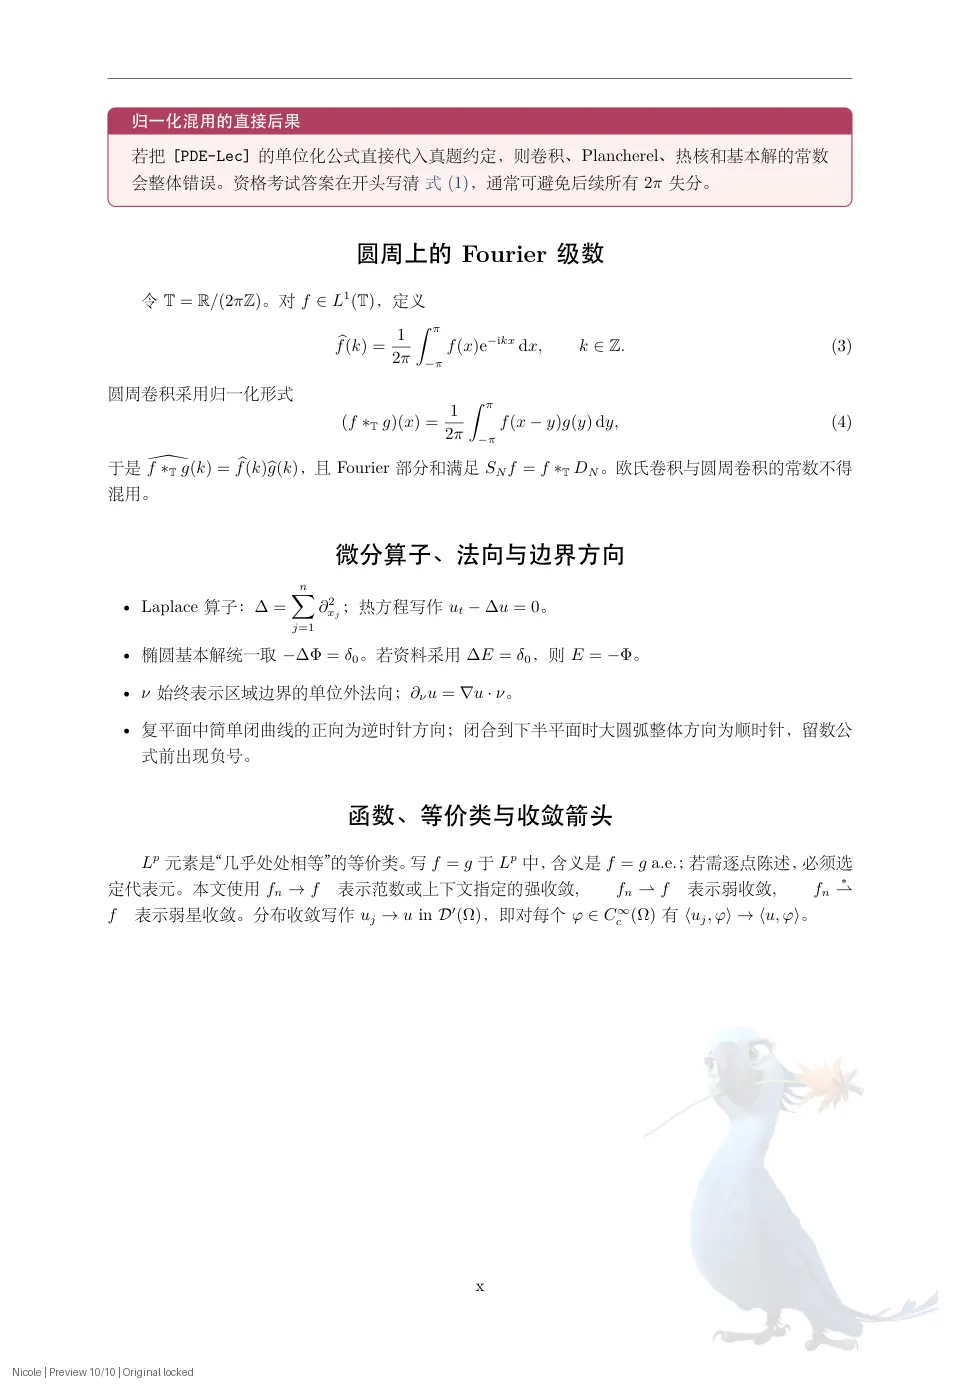 归一化混用的直接后果
若把 [PDE-Lec] 的单位化公式直接代入真题约定，则卷积、Plancherel、热核和基本解的常数
会整体错误。资格考试答案在开头写清 式 (1)，通常可避免后续所有 2π 失分。
圆周上的 Fourier 级数
令 𝕋 = ℝ/(2πℤ)。对 f ∈ L¹(𝕋)，定义
f̂(k) = 1/2π ∫_{−π}^{π} f(x)e^{−ikx} dx, k ∈ ℤ. (3)
圆周卷积采用归一化形式
(f ∗_𝕋 g)(x) = 1/2π ∫_{−π}^{π} f(x − y)g(y) dy, (4)
于是 \widehat{f ∗_𝕋 g}(k) = f̂(k)ĝ(k)，且 Fourier 部分和满足 S_N f = f ∗_𝕋 D_N。欧氏卷积与圆周卷积的常数不得
混用。
微分算子、法向与边界方向
• Laplace 算子：Δ = ∑_{j=1}^{n} ∂²_{x_j}；热方程写作 u_t − Δu = 0。
• 椭圆基本解统一取 −ΔΦ = δ₀。若资料采用 ΔE = δ₀，则 E = −Φ。
• ν 始终表示区域边界的单位外法向；∂_ν u = ∇u · ν。
• 复平面中简单闭曲线的正向为逆时针方向；闭合到下半平面时大圆弧整体方向为顺时针，留数公
式前出现负号。
函数、等价类与收敛箭头
L^p 元素是“几乎处处相等”的等价类。写 f = g 于 L^p 中，含义是 f = g a.e.；若需逐点陈述，必须选
定代表元。本文使用 f_n → f 表示范数或上下文指定的强收敛， f_n ⇀ f 表示弱收敛， f_n ⇀^*
f 表示弱星收敛。分布收敛写作 u_j → u in 𝒟′(Ω)，即对每个 φ ∈ C_c^∞(Ω) 有 ⟨u_j, φ⟩ → ⟨u, φ⟩。
x
Nicole | Preview 10/10 | Original locked